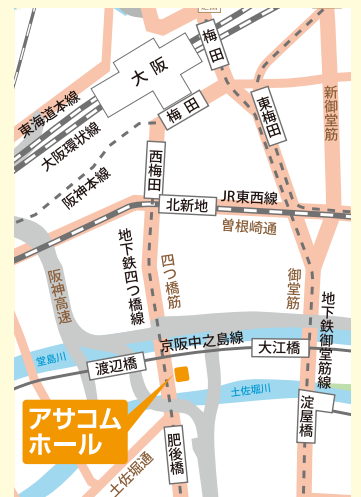 梅田
大阪
新御堂筋
東海道本線
梅田
東梅田
大阪環状線
西梅田
阪神本線
北新地
JR東西線
曽根崎通
地下鉄四つ橋線
四つ橋筋
阪神高速
御堂筋
地下鉄御堂筋線
京阪中之島線
大江橋
堂島川
渡辺橋
土佐堀川
淀屋橋
アサコム
ホール
肥後橋
土佐堀通